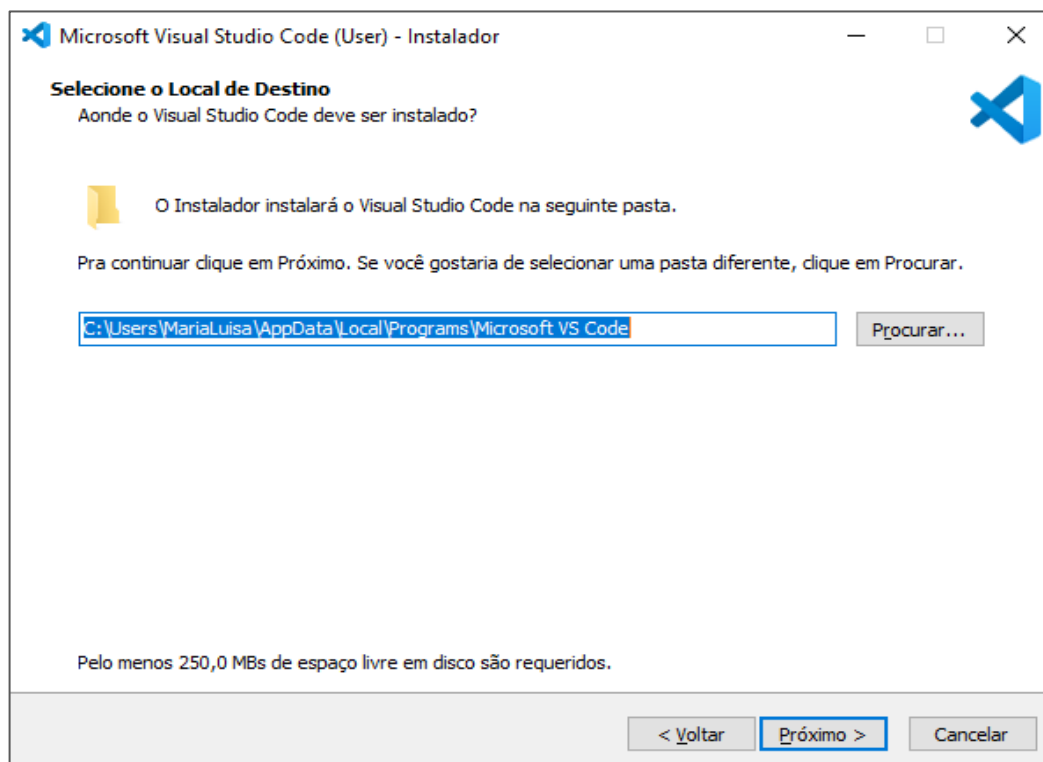 Microsoft Visual Studio Code (User) - Instalador
Selecione o Local de Destino
Aonde o Visual Studio Code deve ser instalado?
O Instalador instalará o Visual Studio Code na seguinte pasta.
Pra continuar clique em Próximo. Se você gostaria de selecionar uma pasta diferente, clique em Procurar.
C:\Users\MariaLuisa\AppData\Local\Programs\Microsoft VS Code
Procurar...
Pelo menos 250,0 MBs de espaço livre em disco são requeridos.
< Voltar
Próximo >
Cancelar